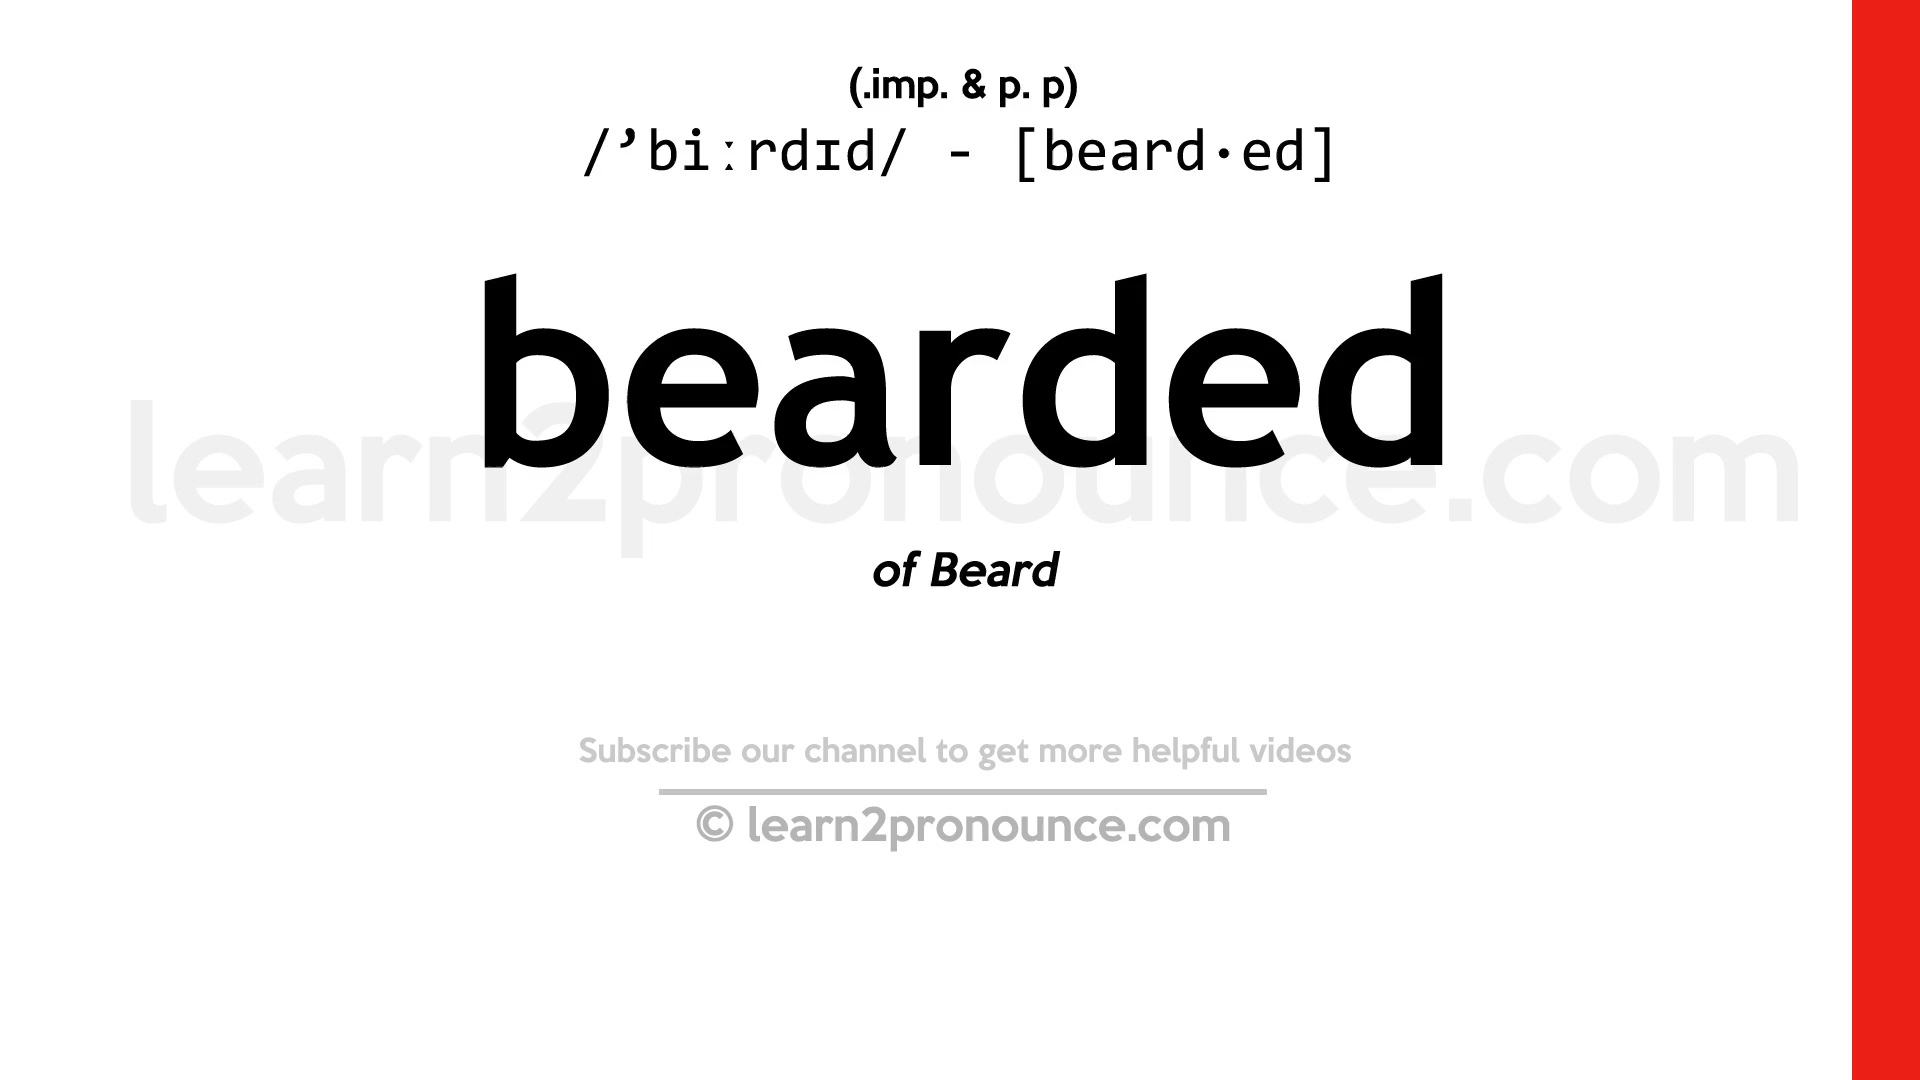 (.imp. & p. p)
/’biːrdɪd/ - [beard·ed]
bearded
learn2pronounce.com
of Beard
Subscribe our channel to get more helpful videos
© learn2pronounce.com